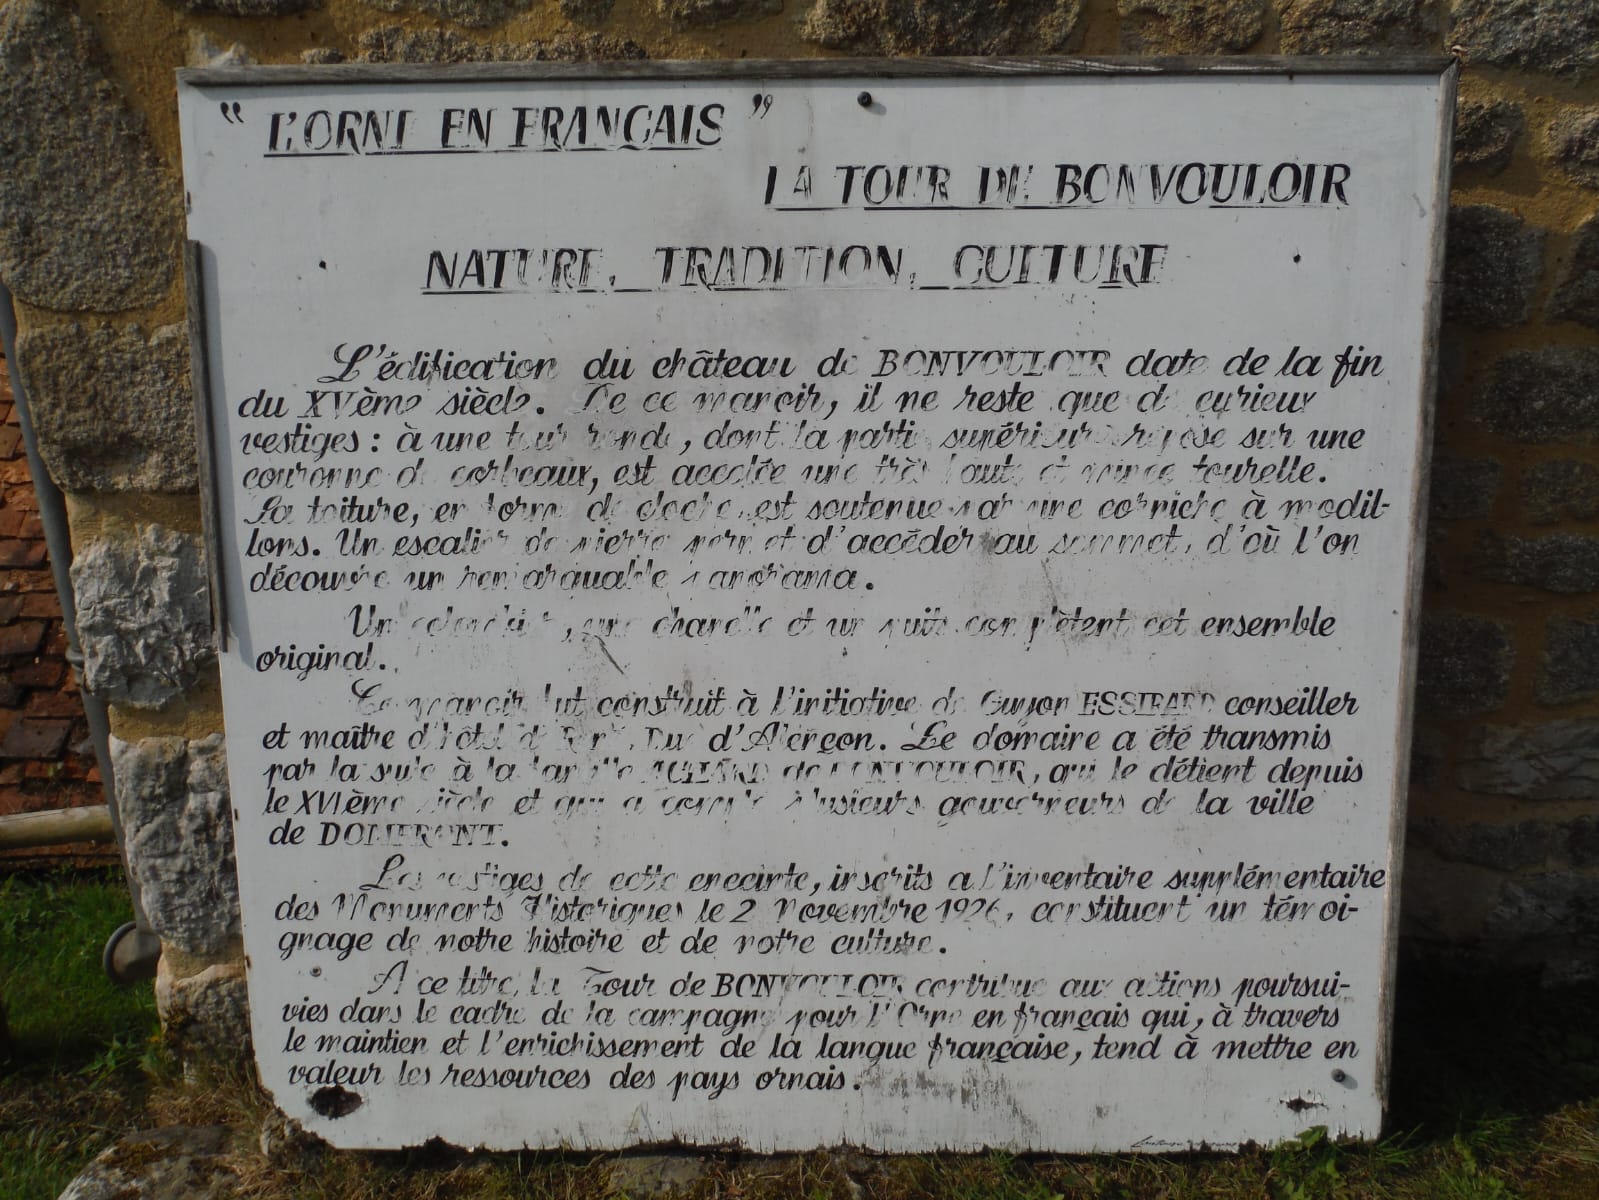 " L'ORNE EN FRANÇAIS "
LA TOUR DE BONVOULOIR
NATURE, TRADITION, CULTURE
L'édification du château de BONVOULOIR date de la fin
du XVème siècle. De ce manoir, il ne reste que de curieux
vestiges : à une tour ronde, dont la partie supérieure repose sur une
couronne de corbeaux, est accolée une très haute et mince tourelle.
Sa toiture, en forme de cloche, est soutenue par une corniche à modil-
lons. Un escalier de pierre permet d'accéder au sommet, d'où l'on
découvre un remarquable panorama.
Un colombier, une chapelle et un puits complètent cet ensemble
original.
Ce manoir fut construit à l'initiative de Guyon ESSIRARD conseiller
et maître d'hôtel d' Duc d'Alençon. Le domaine a été transmis
par la suite à la famille ACHARD de BONVOULOIR, qui le détient depuis
le XVIème siècle et qui a compté plusieurs gouverneurs de la ville
de DOMFRONT.
Les vestiges de cette enceinte, inscrits a l'inventaire supplémentaire
des Monuments Historiques le 2 Novembre 1926, constituent un témoi-
gnage de notre histoire et de notre culture.
A ce titre, la Tour de BONVOULOIR contribue aux actions poursui-
vies dans le cadre de la campagne pour l'Orne en français qui, à travers
le maintien et l'enrichissement de la langue française, tend à mettre en
valeur les ressources des pays ornais.